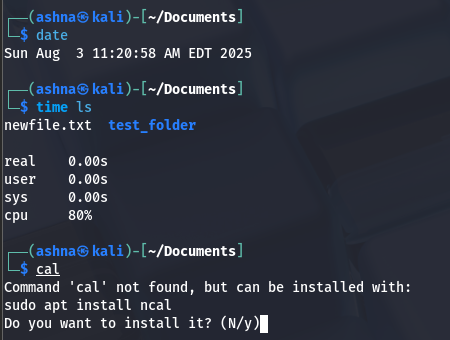 ┌──(ashna㉿kali)-[~/Documents]
└─$ date
Sun Aug  3 11:20:58 AM EDT 2025
┌──(ashna㉿kali)-[~/Documents]
└─$ time ls
newfile.txt  test_folder
real    0.00s
user    0.00s
sys     0.00s
cpu     80%
┌──(ashna㉿kali)-[~/Documents]
└─$ cal
Command 'cal' not found, but can be installed with:
sudo apt install ncal
Do you want to install it? (N/y)